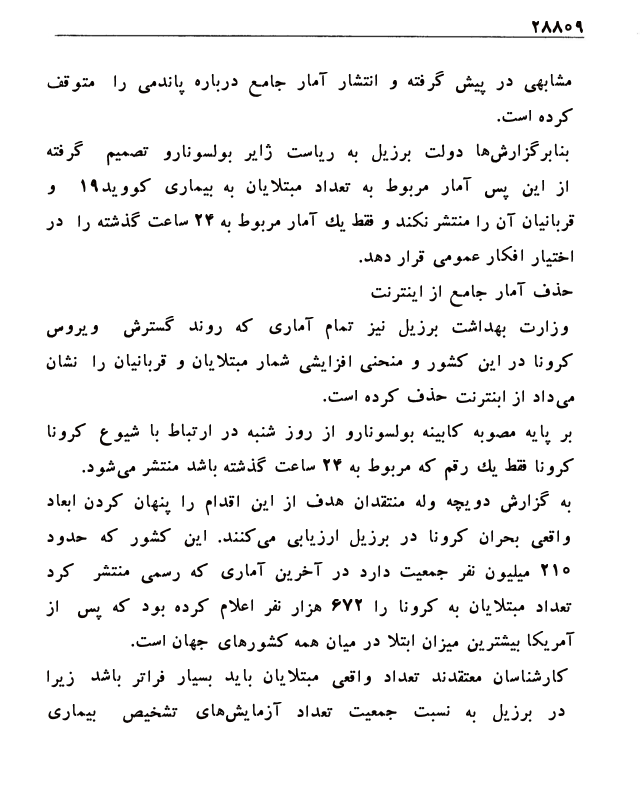 ۲۸۸۰۹
مشابهی در پیش گرفته و انتشار آمار جامع درباره پاندمی را متوقف
کرده است.
بنابرگزارش‌ها دولت برزیل به ریاست ژایر بولسونارو تصمیم گرفته
از این پس آمار مربوط به تعداد مبتلایان به بیماری کووید۱۹ و
قربانیان آن را منتشر نکند و فقط یك آمار مربوط به ۲۴ ساعت گذشته را در
اختیار افکار عمومی قرار دهد.
حذف آمار جامع از اینترنت
وزارت بهداشت برزیل نیز تمام آماری که روند گسترش ویروس
کرونا در این کشور و منحنی افزایشی شمار مبتلایان و قربانیان را نشان
می‌داد از اینترنت حذف کرده است.
بر پایه مصوبه کابینه بولسونارو از روز شنبه در ارتباط با شیوع کرونا
کرونا فقط یك رقم که مربوط به ۲۴ ساعت گذشته باشد منتشر می‌شود.
به گزارش دویچه وله منتقدان هدف از این اقدام را پنهان کردن ابعاد
واقعی بحران کرونا در برزیل ارزیابی می‌کنند. این کشور که حدود
۲۱۰ میلیون نفر جمعیت دارد در آخرین آماری که رسمی منتشر کرد
تعداد مبتلایان به کرونا را ۶۷۲ هزار نفر اعلام کرده بود که پس از
آمریکا بیشترین میزان ابتلا در میان همه کشورهای جهان است.
کارشناسان معتقدند تعداد واقعی مبتلایان باید بسیار فراتر باشد زیرا
در برزیل به نسبت جمعیت تعداد آزمایش‌های تشخیص بیماری